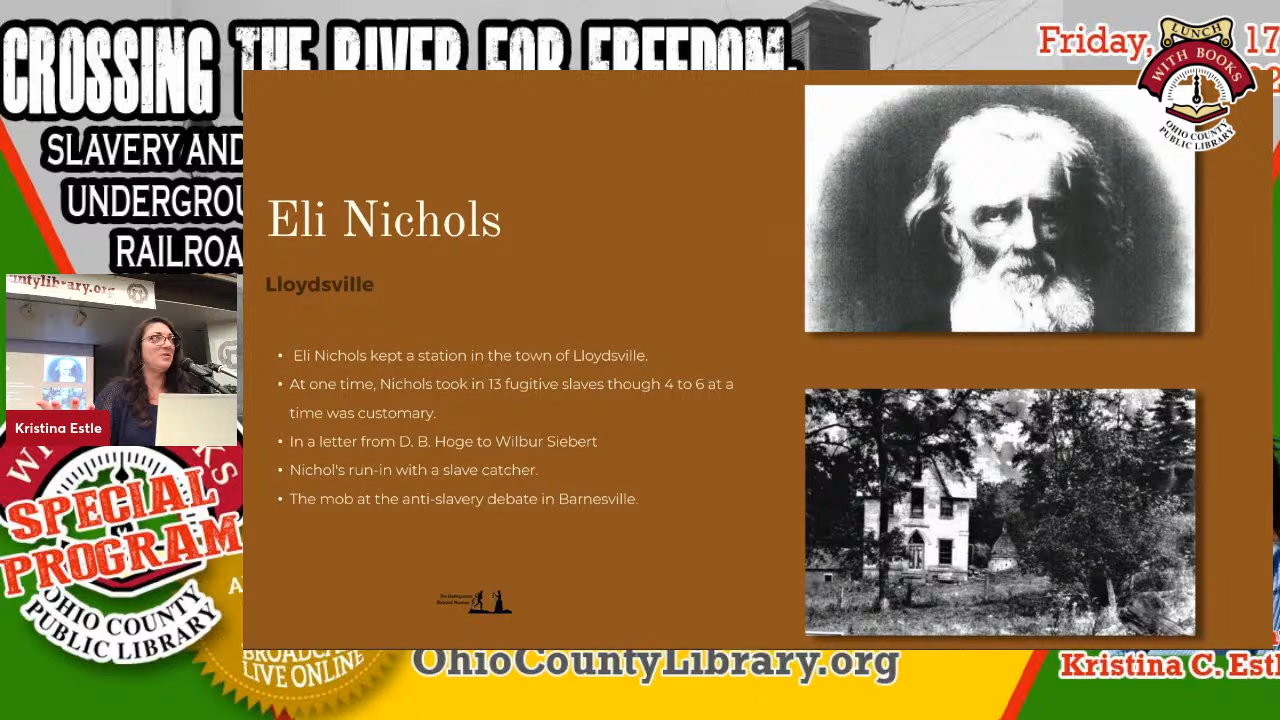 CROSSING THE RIVER FOR FREEDOM:
SLAVERY AND
UNDERGROU
RAILROA
Friday,
17
LUNCH
WITH BOOKS
OHIO COUNTY
PUBLIC LIBRARY
Eli Nichols
Lloydsville
• Eli Nichols kept a station in the town of Lloydsville.
• At one time, Nichols took in 13 fugitive slaves though 4 to 6 at a
time was customary.
• In a letter from D. B. Hoge to Wilbur Siebert
• Nichol's run-in with a slave catcher.
• The mob at the anti-slavery debate in Barnesville.
untylibrary.org
Kristina Estle
SPECIAL
PROGRAM
OHIO COUNTY
PUBLIC LIBRARY
BROADCAST
LIVE ONLINE
OhioCountyLibrary.org
Kristina C. Estl